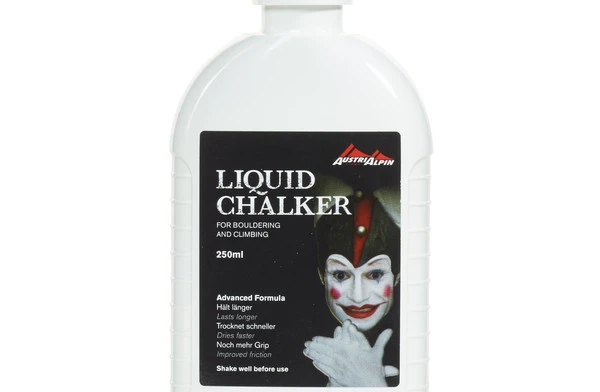 AUSTRIALPIN
LIQUID
CHALKER
FOR BOULDERING
AND CLIMBING
250ml
Advanced Formula
Hält länger
Lasts longer
Trocknet schneller
Dries faster
Noch mehr Grip
Improved friction
Shake well before use